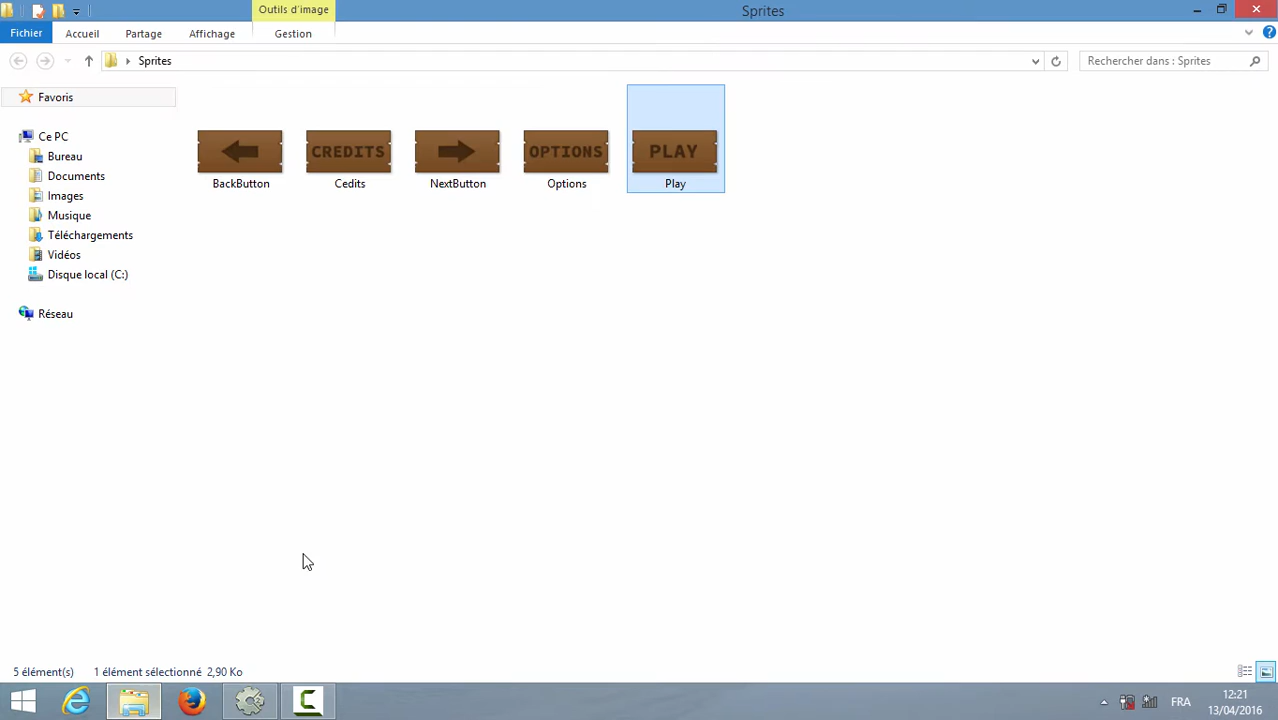 Outils d'image
Sprites
Fichier
Accueil
Partage
Affichage
Gestion
Sprites
Rechercher dans : Sprites
Favoris
Ce PC
Bureau
Documents
Images
Musique
Téléchargements
Vidéos
Disque local (C:)
Réseau
CREDITS
OPTIONS
PLAY
BackButton
Cedits
NextButton
Options
Play
5 élément(s)
1 élément sélectionné 2,90 Ko
FRA
12:21
13/04/2016